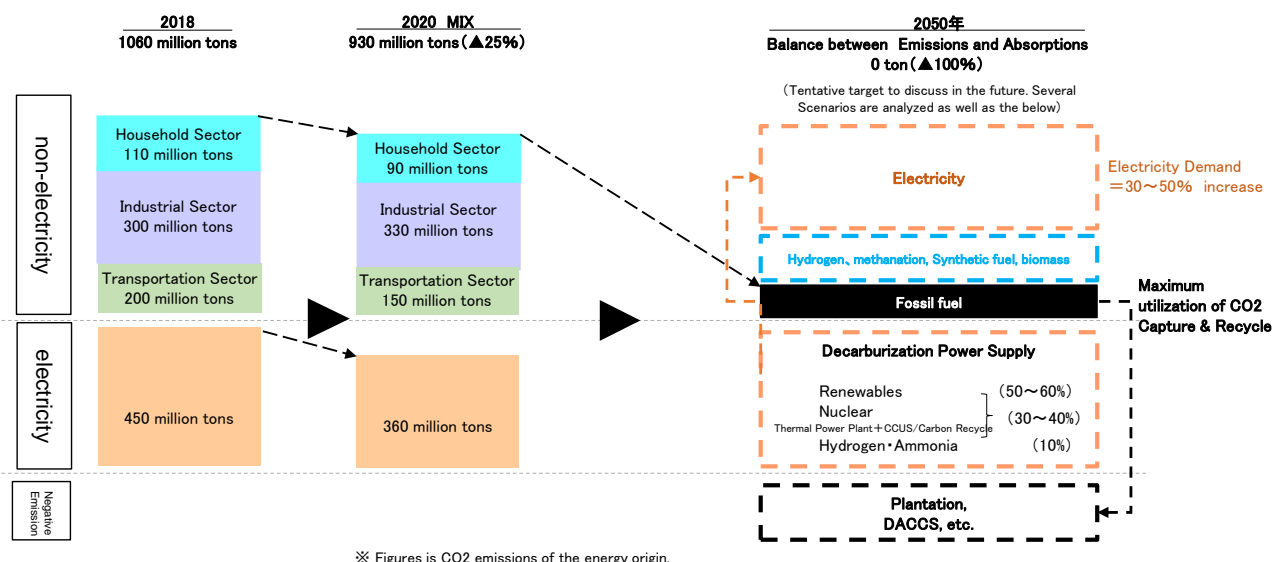 2018
1060 million tons
2020 MIX
930 million tons(▲25%)
2050年
Balance between Emissions and Absorptions
0 ton(▲100%)
(Tentative target to discuss in the future. Several
Scenarios are analyzed as well as the below)
non-electricity
Household Sector
110 million tons
Industrial Sector
300 million tons
Transportation Sector
200 million tons
Household Sector
90 million tons
Industrial Sector
330 million tons
Transportation Sector
150 million tons
Electricity
Electricity Demand
＝30～50% increase
Hydrogen、methanation, Synthetic fuel, biomass
Fossil fuel
Maximum
utilization of CO2
Capture & Recycle
electricity
450 million tons
360 million tons
Decarburization Power Supply
Renewables (50～60%)
Nuclear
(30～40%)
Thermal Power Plant＋CCUS/Carbon Recycle
Hydrogen・Ammonia (10%)
Negative
Emission
Plantation,
DACCS, etc.
※ Figures is CO2 emissions of the energy origin.